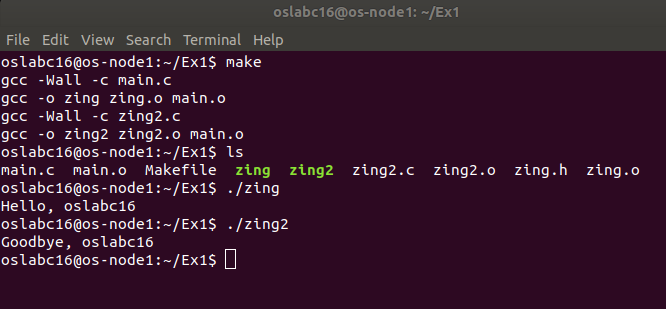 oslabc16@os-node1: ~/Ex1
File Edit View Search Terminal Help
oslabc16@os-node1:~/Ex1$ make
gcc -Wall -c main.c
gcc -o zing zing.o main.o
gcc -Wall -c zing2.c
gcc -o zing2 zing2.o main.o
oslabc16@os-node1:~/Ex1$ ls
main.c main.o Makefile zing zing2 zing2.c zing2.o zing.h zing.o
oslabc16@os-node1:~/Ex1$ ./zing
Hello, oslabc16
oslabc16@os-node1:~/Ex1$ ./zing2
Goodbye, oslabc16
oslabc16@os-node1:~/Ex1$